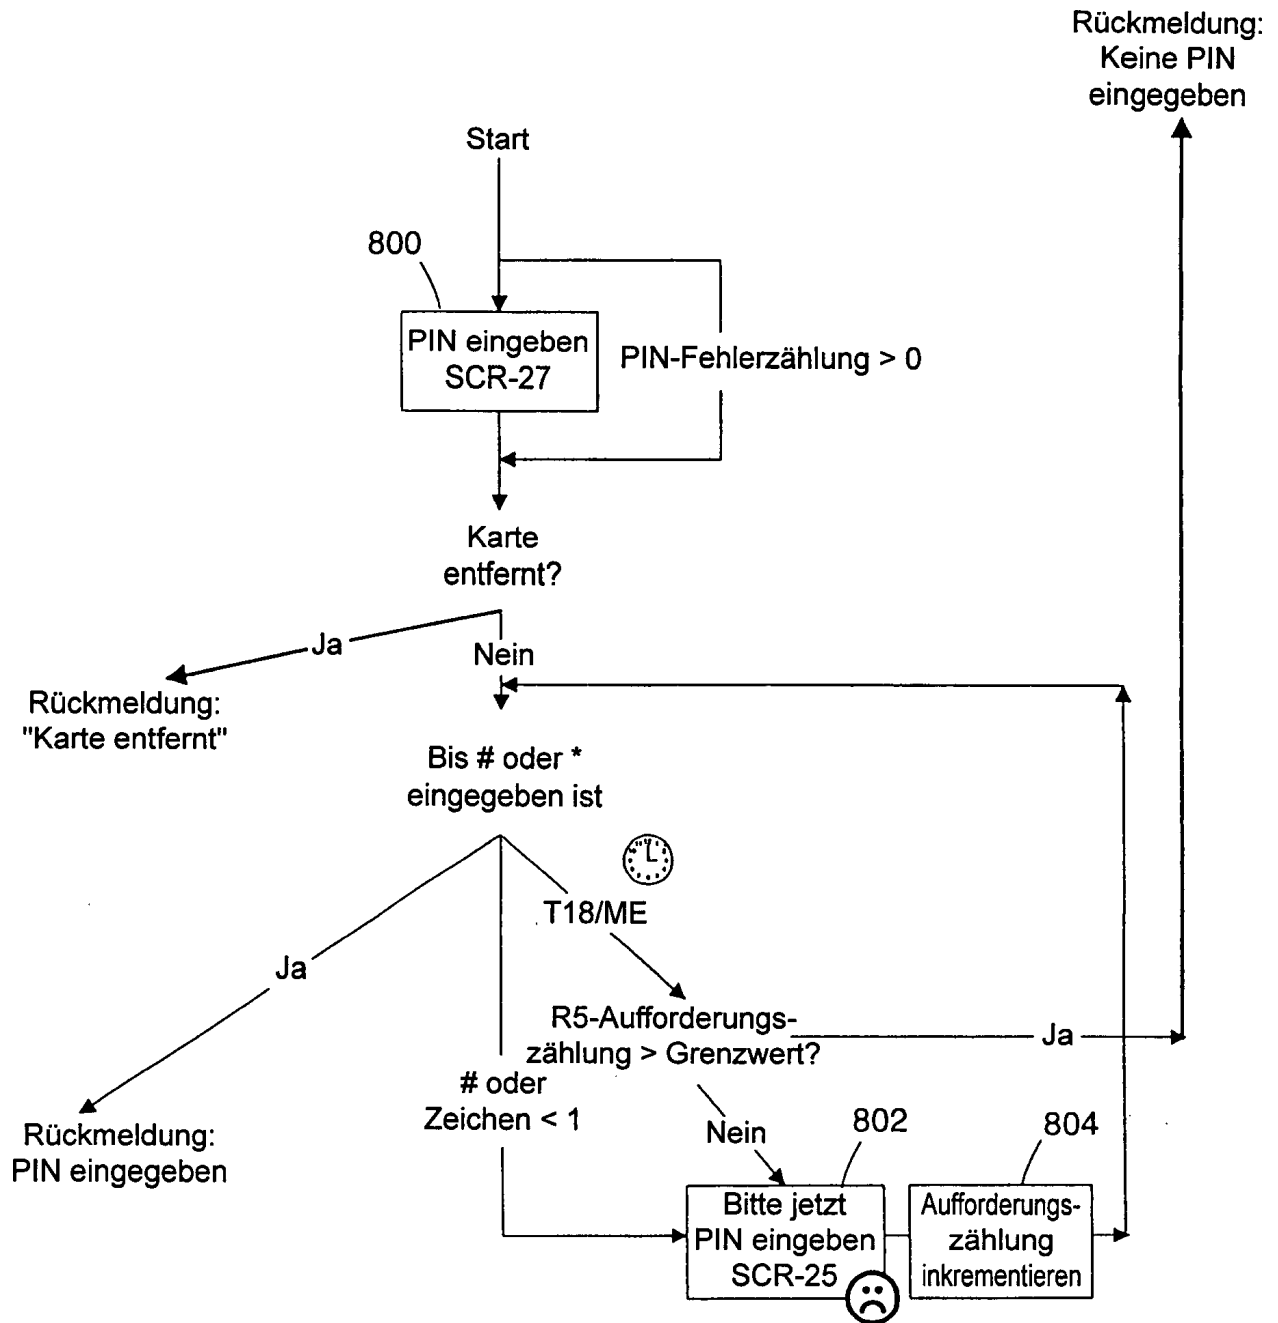 Rückmeldung:
Keine PIN
eingegeben
Start
800
PIN eingeben
SCR-27
PIN-Fehlerzählung > 0
Karte
entfernt?
Ja
Nein
Rückmeldung:
"Karte entfernt"
Bis # oder *
eingegeben ist
T18/ME
Ja
R5-Aufforderungs-
zählung > Grenzwert?
Ja
# oder
Zeichen < 1
Nein
802
804
Rückmeldung:
PIN eingegeben
Bitte jetzt
PIN eingeben
SCR-25
Aufforderungs-
zählung
inkrementieren